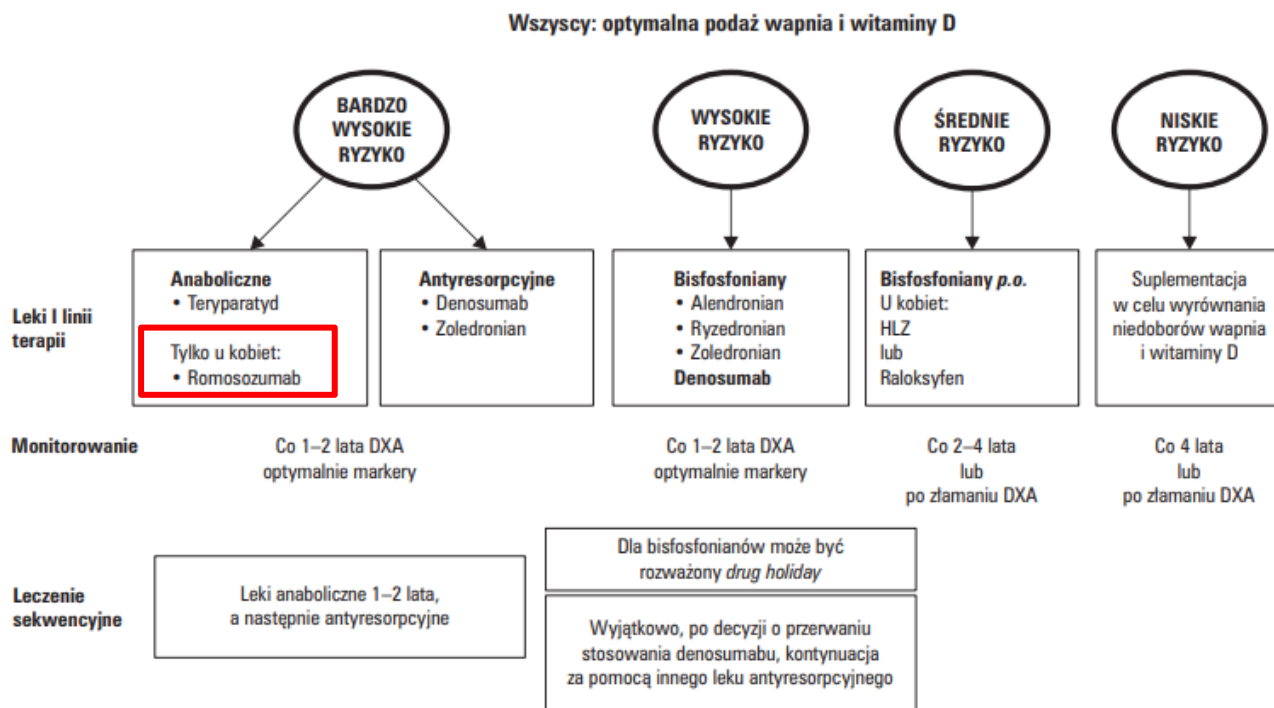 Wszyscy: optymalna podaż wapnia i witaminy D
BARDZO
WYSOKIE
RYZYKO
WYSOKIE
RYZYKO
ŚREDNIE
RYZYKO
NISKIE
RYZYKO
Leki I linii
terapii
Anaboliczne
• Teryparatyd
Tylko u kobiet:
• Romosozumab
Antyresorpcyjne
• Denosumab
• Zoledronian
Bisfosfoniany
• Alendronian
• Ryzedronian
• Zoledronian
Denosumab
Bisfosfoniany p.o.
U kobiet:
HLZ
lub
Raloksyfen
Suplementacja
w celu wyrównania
niedoborów wapnia
i witaminy D
Monitorowanie
Co 1–2 lata DXA
optymalnie markery
Co 1–2 lata DXA
optymalnie markery
Co 2–4 lata
lub
po złamaniu DXA
Co 4 lata
lub
po złamaniu DXA
Leczenie
sekwencyjne
Leki anaboliczne 1–2 lata,
a następnie antyresorpcyjne
Dla bisfosfonianów może być
rozważony drug holiday
Wyjątkowo, po decyzji o przerwaniu
stosowania denosumabu, kontynuacja
za pomocą innego leku antyresorpcyjnego